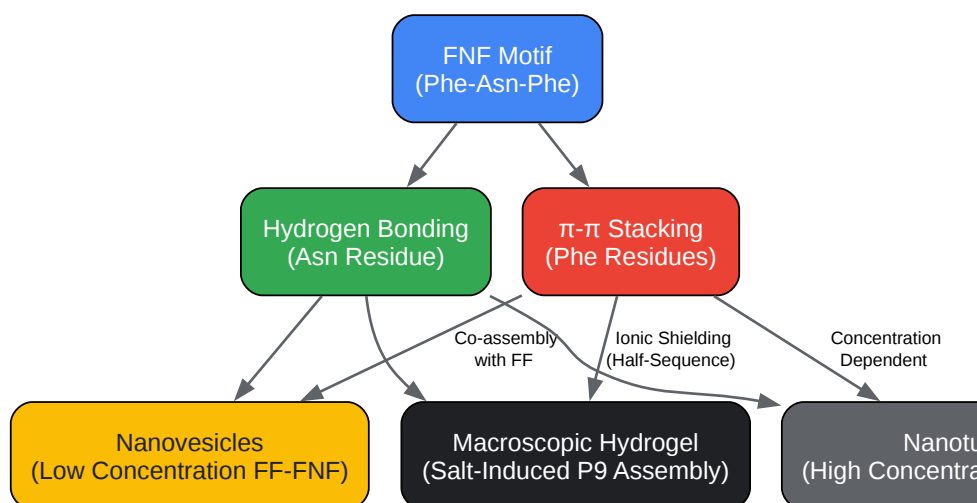 FNF Motif
(Phe-Asn-Phe)
Hydrogen Bonding
(Asn Residue)
π-π Stacking
(Phe Residues)
Co-assembly
with FF
Ionic Shielding
(Half-Sequence)
Concentration
Dependent
Nanovesicles
(Low Concentration FF-FNF)
Macroscopic Hydrogel
(Salt-Induced P9 Assembly)
(High